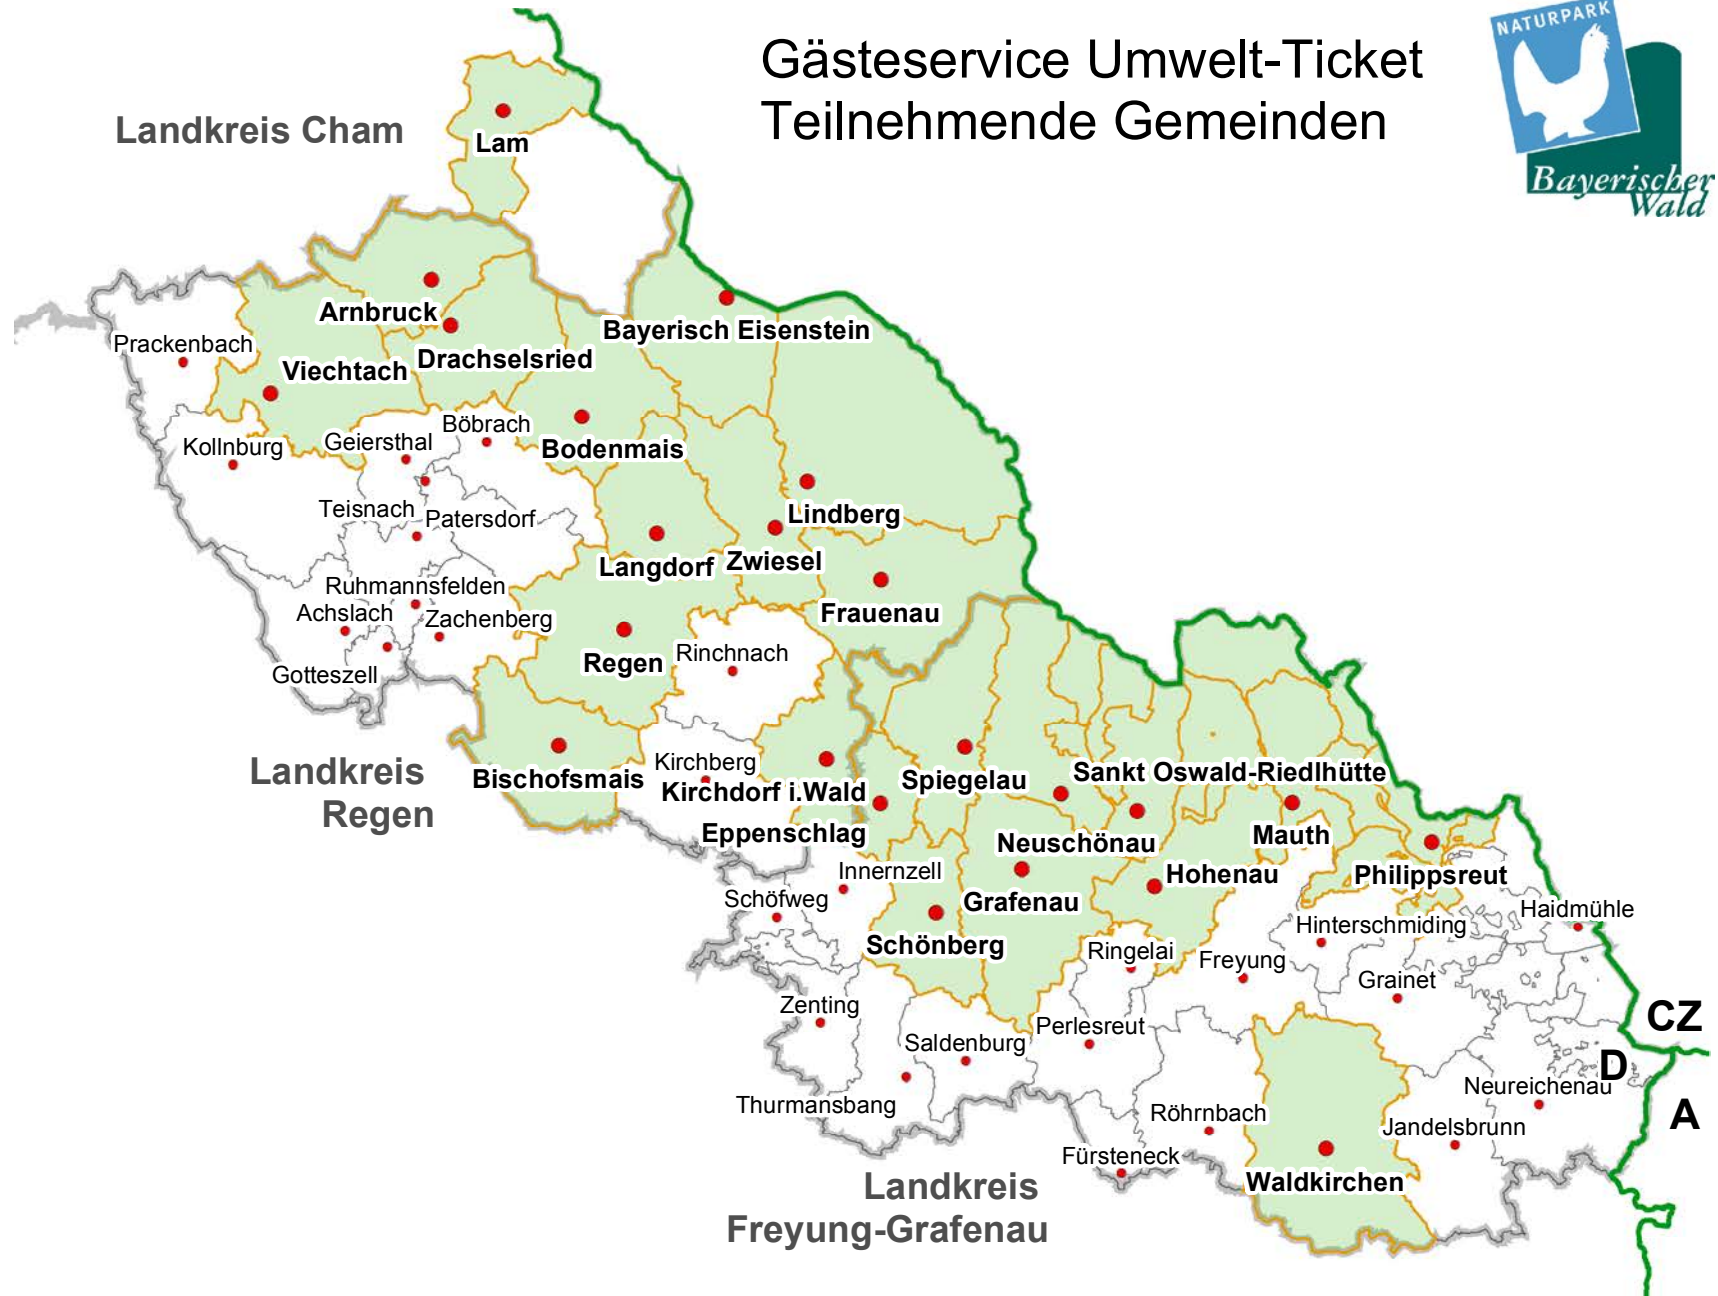 Gästeservice Umwelt-Ticket
Teilnehmende Gemeinden
NATURPARK
Bayerischer
Wald
Landkreis Cham
Lam
Arnbruck
Bayerisch Eisenstein
Prackenbach
Drachselsried
Viechtach
Böbrach
Geiersthal
Kollnburg
Bodenmais
Teisnach
Patersdorf
Lindberg
Langdorf
Zwiesel
Ruhmannsfelden
Achslach
Zachenberg
Frauenau
Gotteszell
Regen
Rinchnach
Landkreis
Regen
Bischofsmais
Kirchberg
Kirchdorf i.Wald
Spiegelau
Sankt Oswald-Riedlhütte
Eppenschlag
Neuschönau
Mauth
Innernzell
Hohenau
Philippsreut
Schöfweg
Grafenau
Haidmühle
Hinterschmiding
Schönberg
Ringelai
Freyung
Grainet
Zenting
CZ
Perlesreut
Saldenburg
D
Neureichenau
Thurmansbang
Röhrnbach
A
Jandelsbrunn
Fürsteneck
Waldkirchen
Landkreis
Freyung-Grafenau